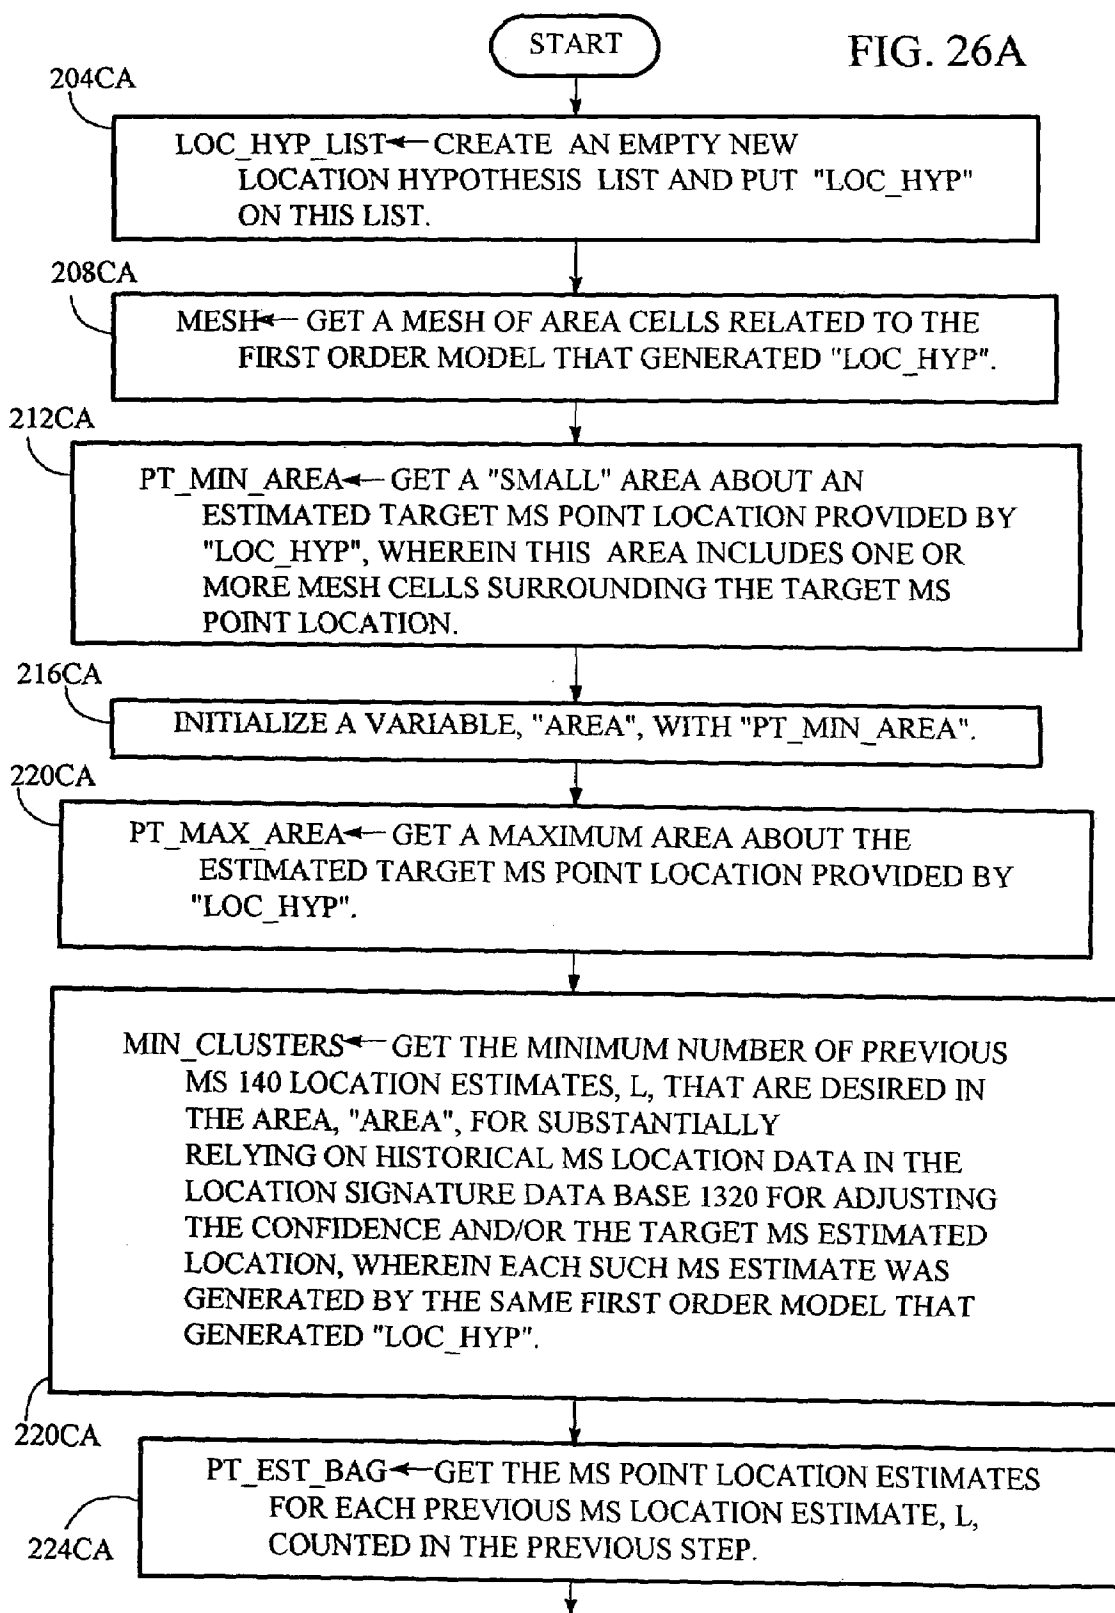 START
FIG. 26A
204CA
LOC_HYP_LIST← CREATE AN EMPTY NEW
LOCATION HYPOTHESIS LIST AND PUT "LOC_HYP"
ON THIS LIST.
208CA
MESH← GET A MESH OF AREA CELLS RELATED TO THE
FIRST ORDER MODEL THAT GENERATED "LOC_HYP".
212CA
PT_MIN_AREA← GET A "SMALL" AREA ABOUT AN
ESTIMATED TARGET MS POINT LOCATION PROVIDED BY
"LOC_HYP", WHEREIN THIS AREA INCLUDES ONE OR
MORE MESH CELLS SURROUNDING THE TARGET MS
POINT LOCATION.
216CA
INITIALIZE A VARIABLE, "AREA", WITH "PT_MIN_AREA".
220CA
PT_MAX_AREA← GET A MAXIMUM AREA ABOUT THE
ESTIMATED TARGET MS POINT LOCATION PROVIDED BY
"LOC_HYP".
MIN_CLUSTERS← GET THE MINIMUM NUMBER OF PREVIOUS
MS 140 LOCATION ESTIMATES, L, THAT ARE DESIRED IN
THE AREA, "AREA", FOR SUBSTANTIALLY
RELYING ON HISTORICAL MS LOCATION DATA IN THE
LOCATION SIGNATURE DATA BASE 1320 FOR ADJUSTING
THE CONFIDENCE AND/OR THE TARGET MS ESTIMATED
LOCATION, WHEREIN EACH SUCH MS ESTIMATE WAS
GENERATED BY THE SAME FIRST ORDER MODEL THAT
GENERATED "LOC_HYP".
220CA
PT_EST_BAG← GET THE MS POINT LOCATION ESTIMATES
FOR EACH PREVIOUS MS LOCATION ESTIMATE, L,
COUNTED IN THE PREVIOUS STEP.
224CA